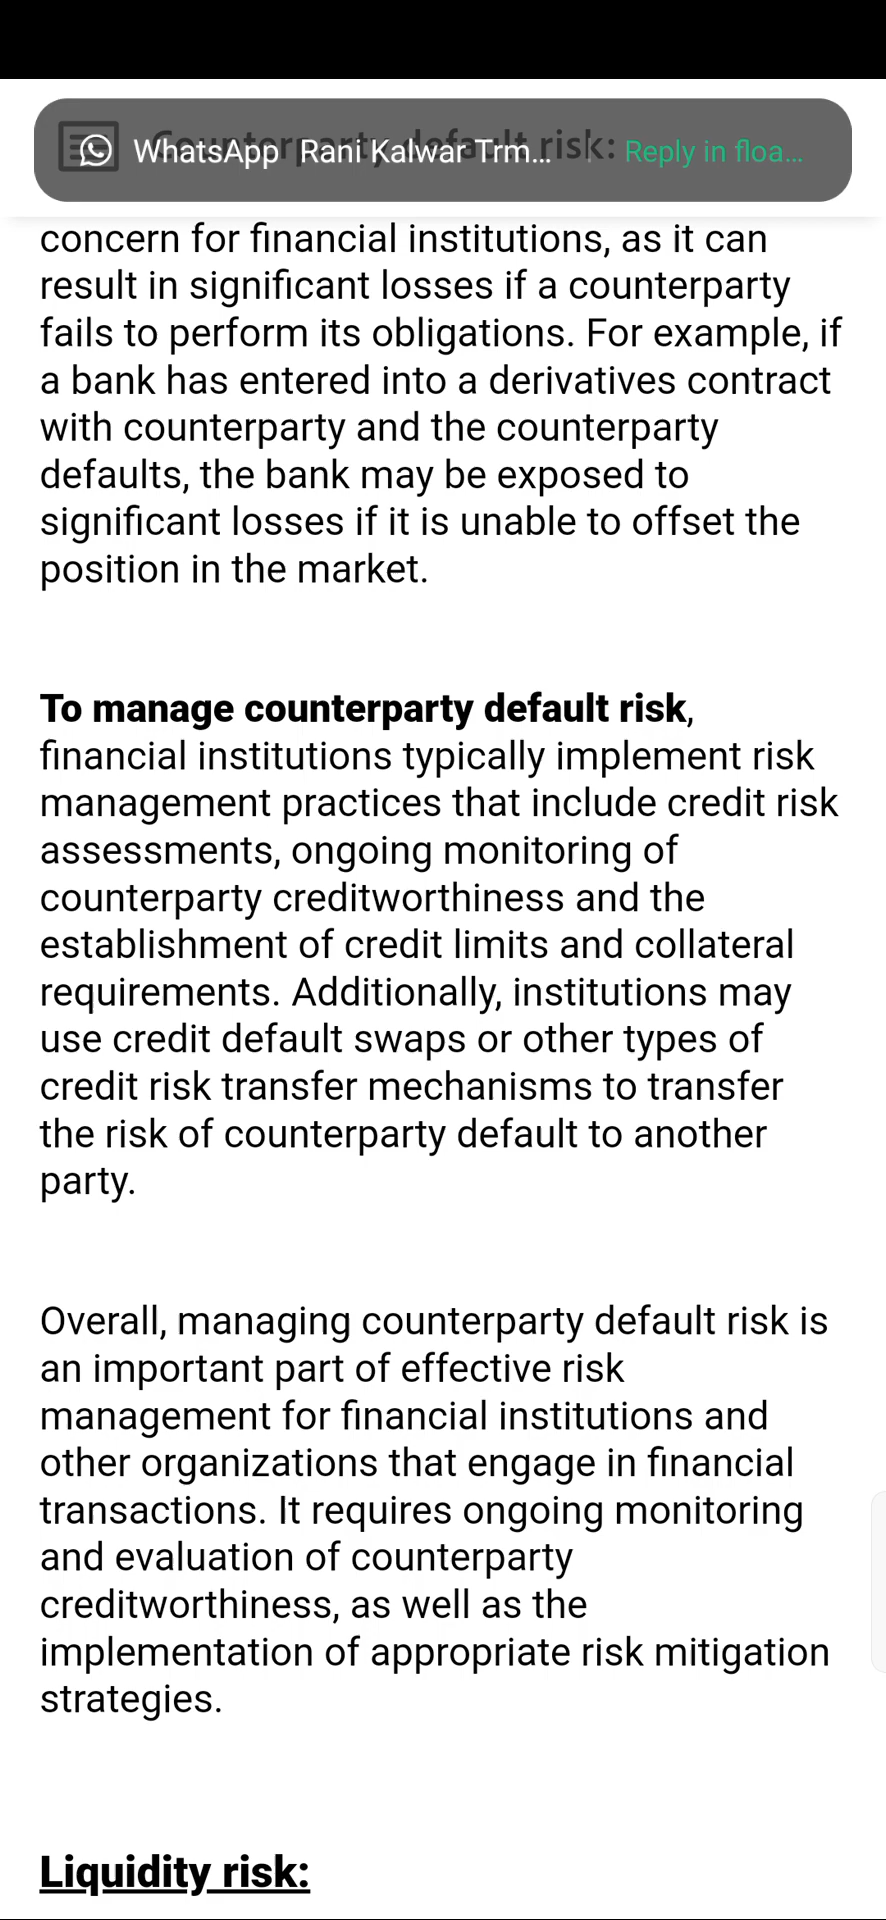 Counterparty default risk:
WhatsApp Rani Kalwar Trm... Reply in floa...
concern for financial institutions, as it can
result in significant losses if a counterparty
fails to perform its obligations. For example, if
a bank has entered into a derivatives contract
with counterparty and the counterparty
defaults, the bank may be exposed to
significant losses if it is unable to offset the
position in the market.
To manage counterparty default risk,
financial institutions typically implement risk
management practices that include credit risk
assessments, ongoing monitoring of
counterparty creditworthiness and the
establishment of credit limits and collateral
requirements. Additionally, institutions may
use credit default swaps or other types of
credit risk transfer mechanisms to transfer
the risk of counterparty default to another
party.
Overall, managing counterparty default risk is
an important part of effective risk
management for financial institutions and
other organizations that engage in financial
transactions. It requires ongoing monitoring
and evaluation of counterparty
creditworthiness, as well as the
implementation of appropriate risk mitigation
strategies.
Liquidity risk: